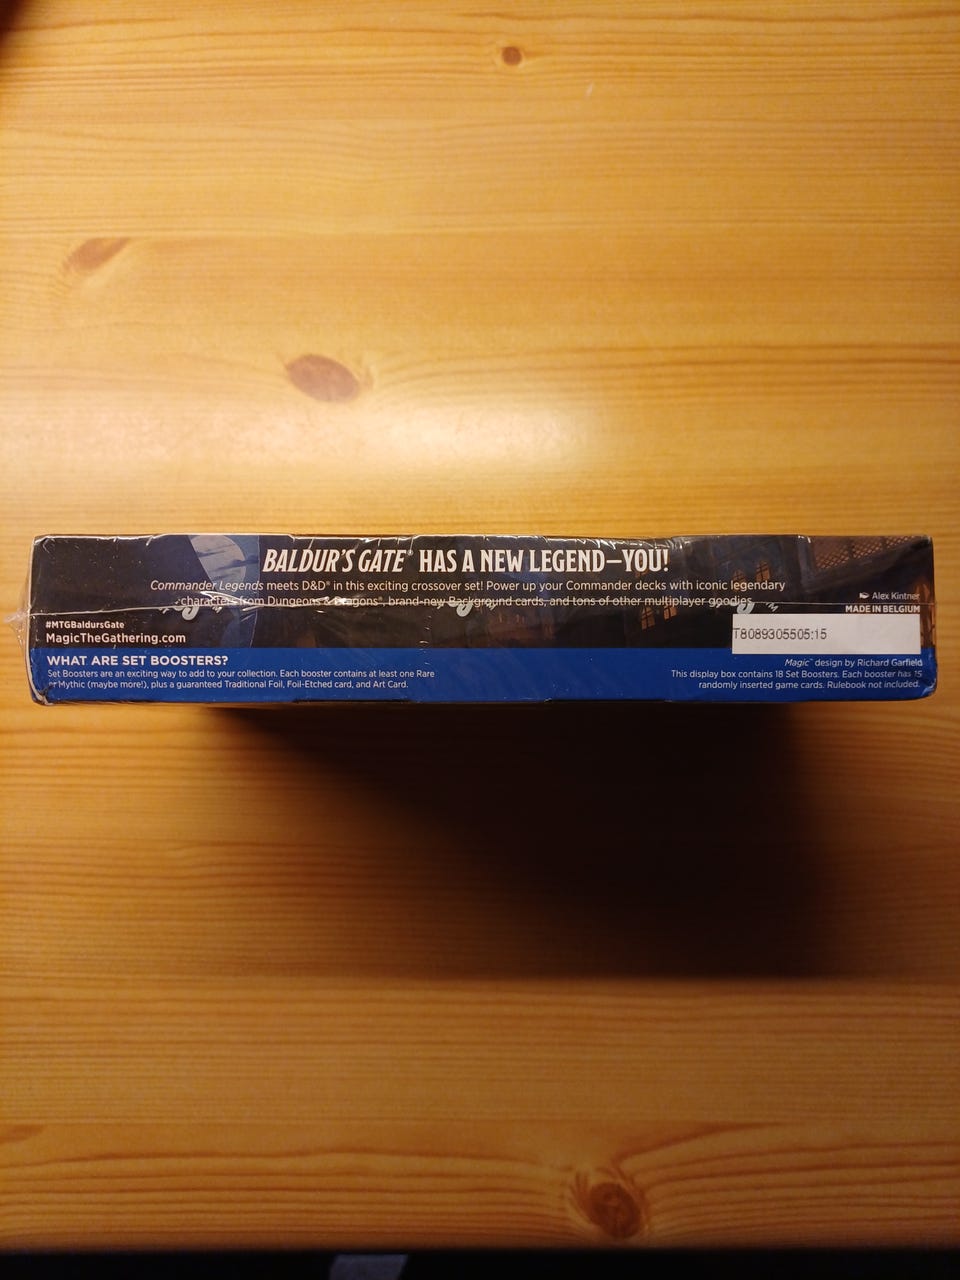 BALDUR'S GATE® HAS A NEW LEGEND—YOU!
Commander Legends meets D&D® in this exciting crossover set! Power up your Commander decks with iconic legendary
characters from Dungeons & Dragons®, brand-new Background cards, and tons of other multiplayer goodies.
Alex Kintner
MADE IN BELGIUM
#MTGBaldursGate
MagicTheGathering.com
T8089305505:15
WHAT ARE SET BOOSTERS?
Set Boosters are an exciting way to add to your collection. Each booster contains at least one Rare
or Mythic (maybe more!), plus a guaranteed Traditional Foil, Foil-Etched card, and Art Card.
Magic™ design by Richard Garfield
This display box contains 18 Set Boosters. Each booster has 15
randomly inserted game cards. Rulebook not included.